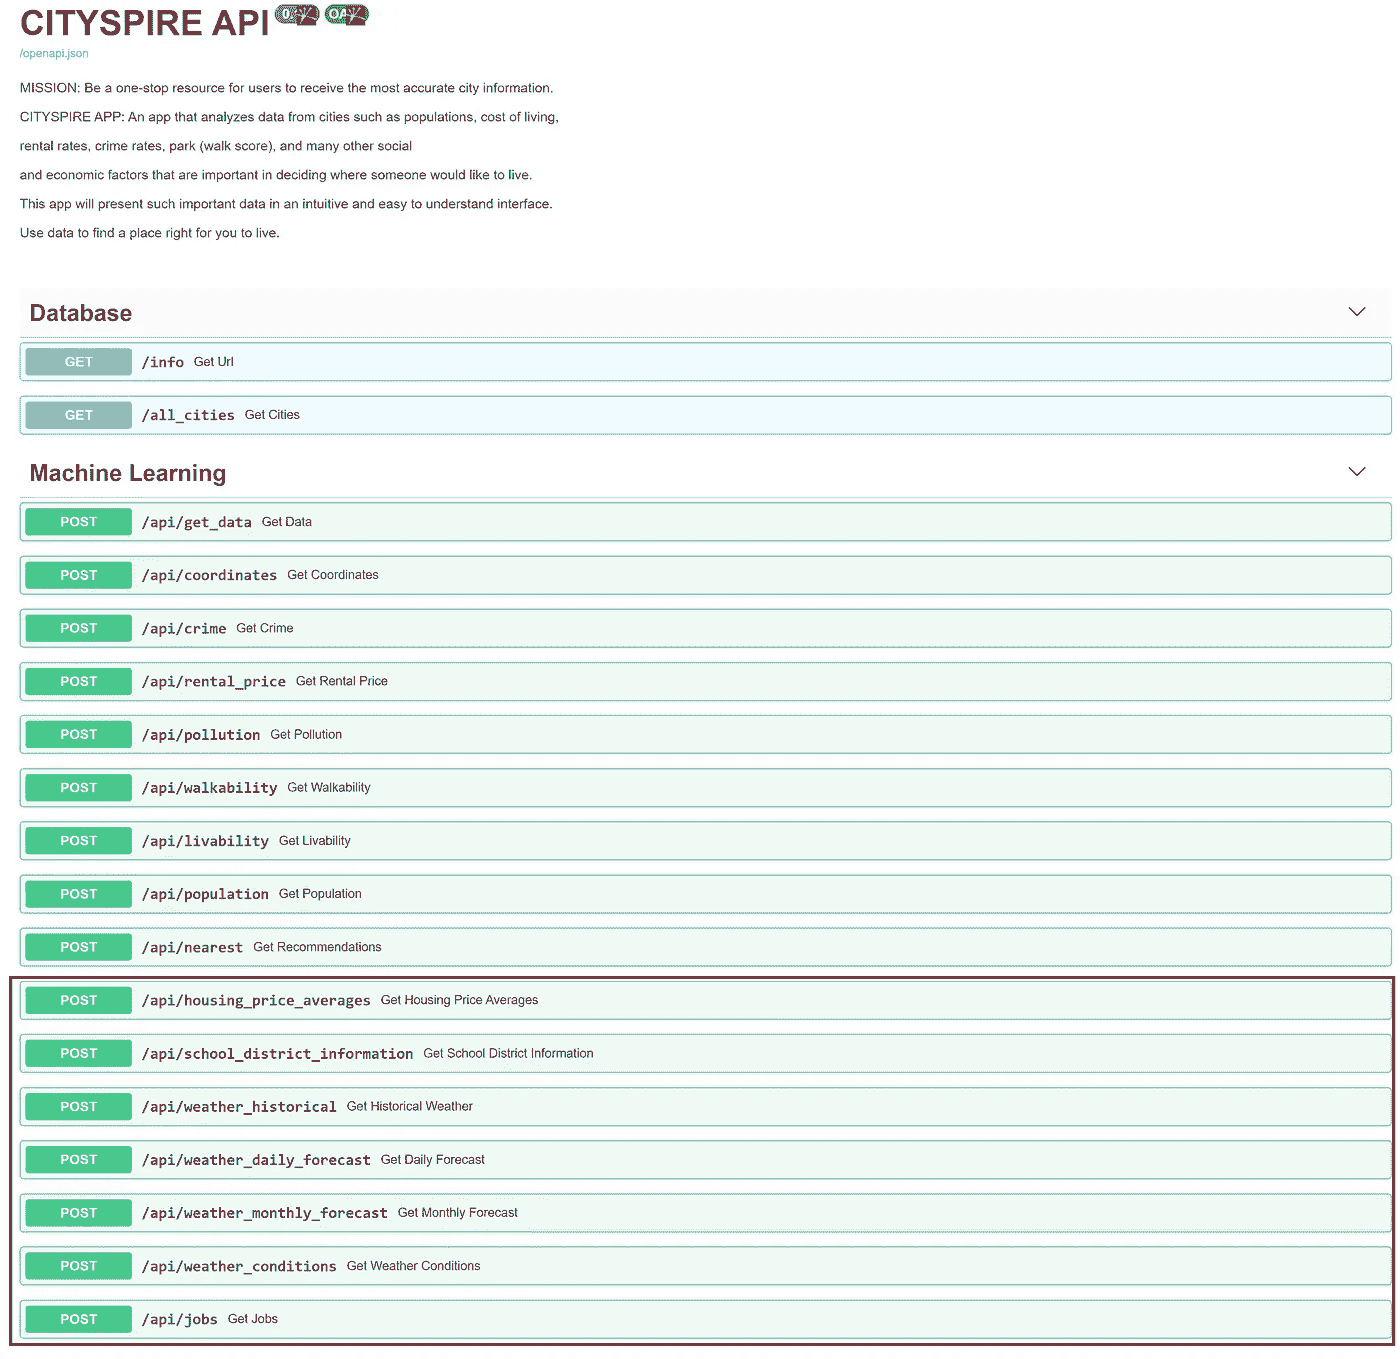 CITYSPIRE API
/openapi.json
MISSION: Be a one-stop resource for users to receive the most accurate city information.
CITYSPIRE APP: An app that analyzes data from cities such as populations, cost of living,
rental rates, crime rates, park (walk score), and many other social
and economic factors that are important in deciding where someone would like to live.
This app will present such important data in an intuitive and easy to understand interface.
Use data to find a place right for you to live.
Database
GET /info Get Url
GET /all_cities Get Cities
Machine Learning
POST /api/get_data Get Data
POST /api/coordinates Get Coordinates
POST /api/crime Get Crime
POST /api/rental_price Get Rental Price
POST /api/pollution Get Pollution
POST /api/walkability Get Walkability
POST /api/livability Get Livability
POST /api/population Get Population
POST /api/nearest Get Recommendations
POST /api/housing_price_averages Get Housing Price Averages
POST /api/school_district_information Get School District Information
POST /api/weather_historical Get Historical Weather
POST /api/weather_daily_forecast Get Daily Forecast
POST /api/weather_monthly_forecast Get Monthly Forecast
POST /api/weather_conditions Get Weather Conditions
POST /api/jobs Get Jobs